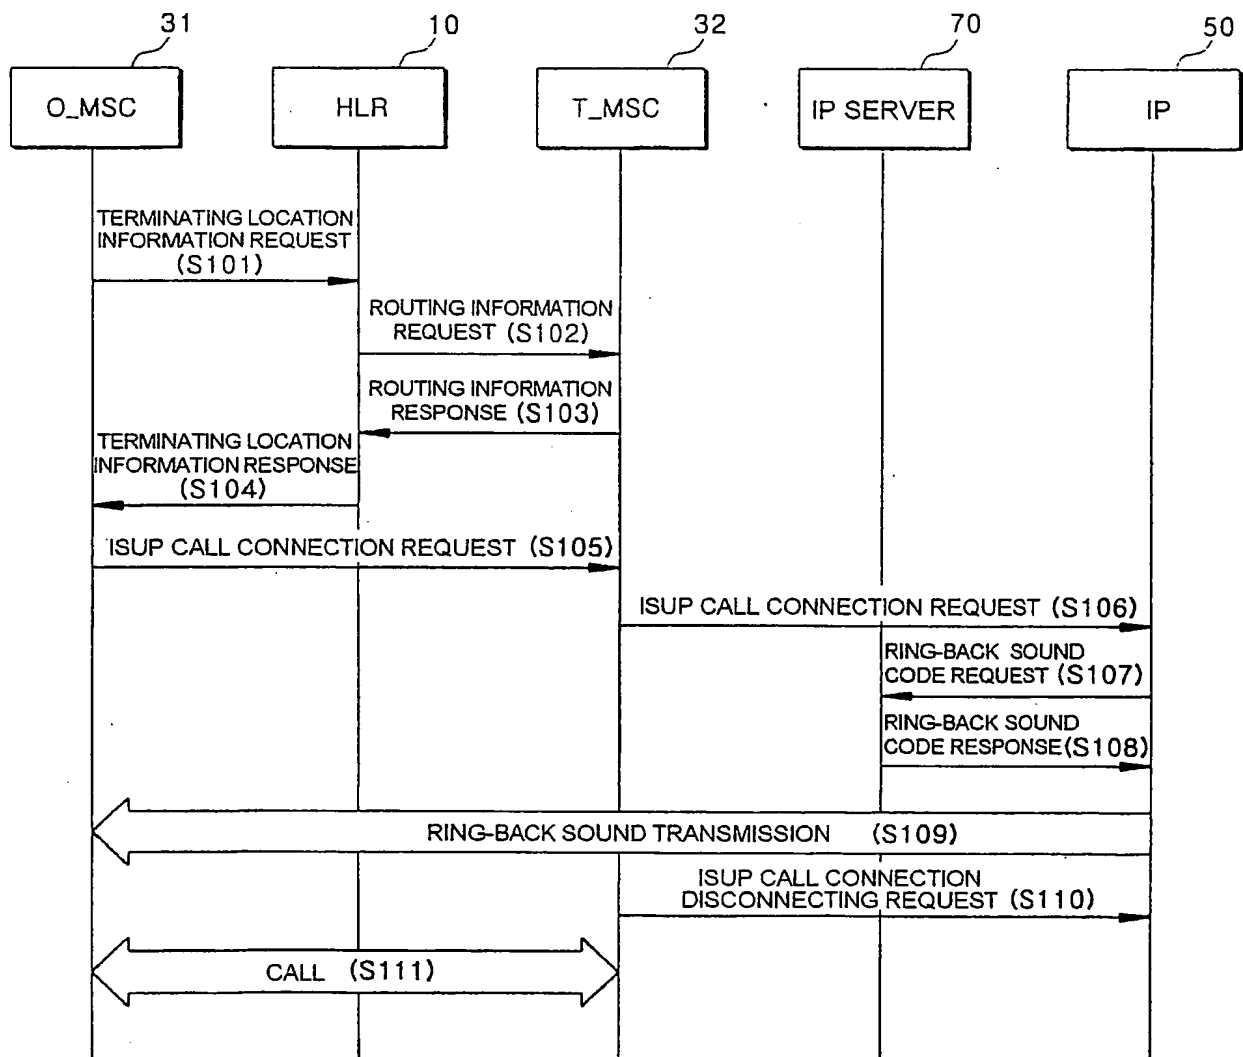 31
10
32
70
50
O_MSC
HLR
T_MSC
IP SERVER
IP
TERMINATING LOCATION
INFORMATION REQUEST
(S101)
ROUTING INFORMATION
REQUEST (S102)
ROUTING INFORMATION
RESPONSE (S103)
TERMINATING LOCATION
INFORMATION RESPONSE
(S104)
ISUP CALL CONNECTION REQUEST (S105)
ISUP CALL CONNECTION REQUEST (S106)
RING-BACK SOUND
CODE REQUEST (S107)
RING-BACK SOUND
CODE RESPONSE(S108)
RING-BACK SOUND TRANSMISSION (S109)
ISUP CALL CONNECTION
DISCONNECTING REQUEST (S110)
CALL (S111)